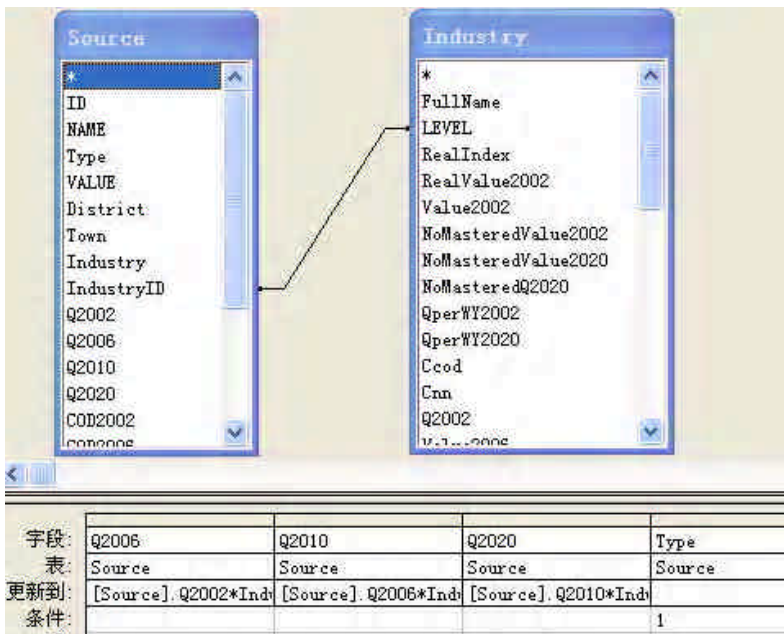 Source
*
ID
NAME
Type
VALUE
District
Town
Industry
IndustryID
Q2002
Q2006
Q2010
Q2020
COD2002
COD2006
Industry
*
FullName
LEVEL
RealIndex
RealValue2002
Value2002
NoMasteredValue2002
NoMasteredValue2020
NoMasteredQ2020
QperWY2002
QperWY2020
Ccod
Cnn
Q2002
Value2006
字段: Q2006 Q2010 Q2020 Type
表: Source Source Source Source
更新到: [Source].Q2002*Ind [Source].Q2006*Ind [Source].Q2010*Ind
条件: 1